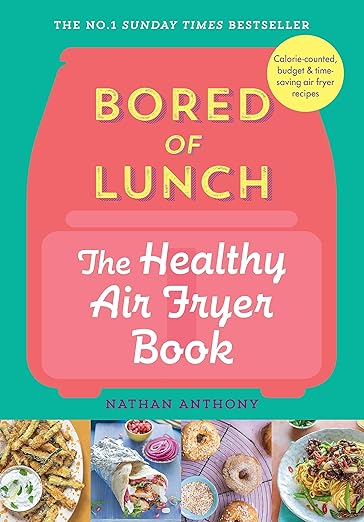 THE NO.1 SUNDAY TIMES BESTSELLER
Calorie-counted,
budget & time-
saving air fryer
recipes
BORED
OF
LUNCH
The Healthy
Air Fryer
Book
NATHAN ANTHONY